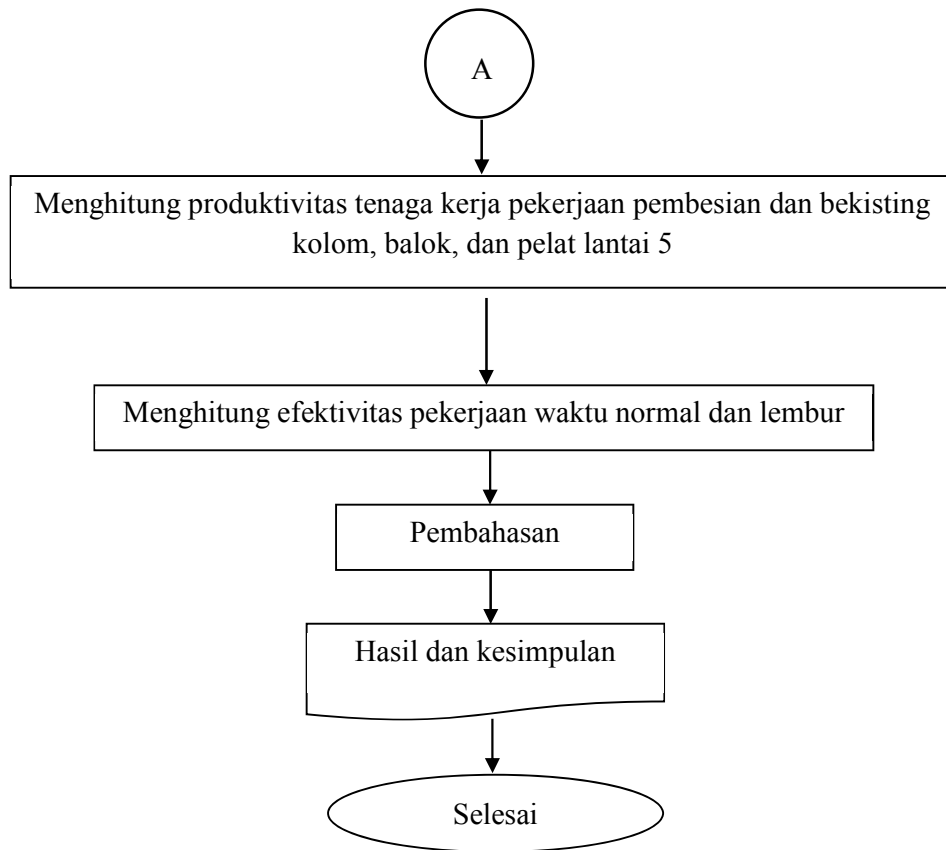 A
Menghitung produktivitas tenaga kerja pekerjaan pembesian dan bekisting
kolom, balok, dan pelat lantai 5
Menghitung efektivitas pekerjaan waktu normal dan lembur
Pembahasan
Hasil dan kesimpulan
Selesai